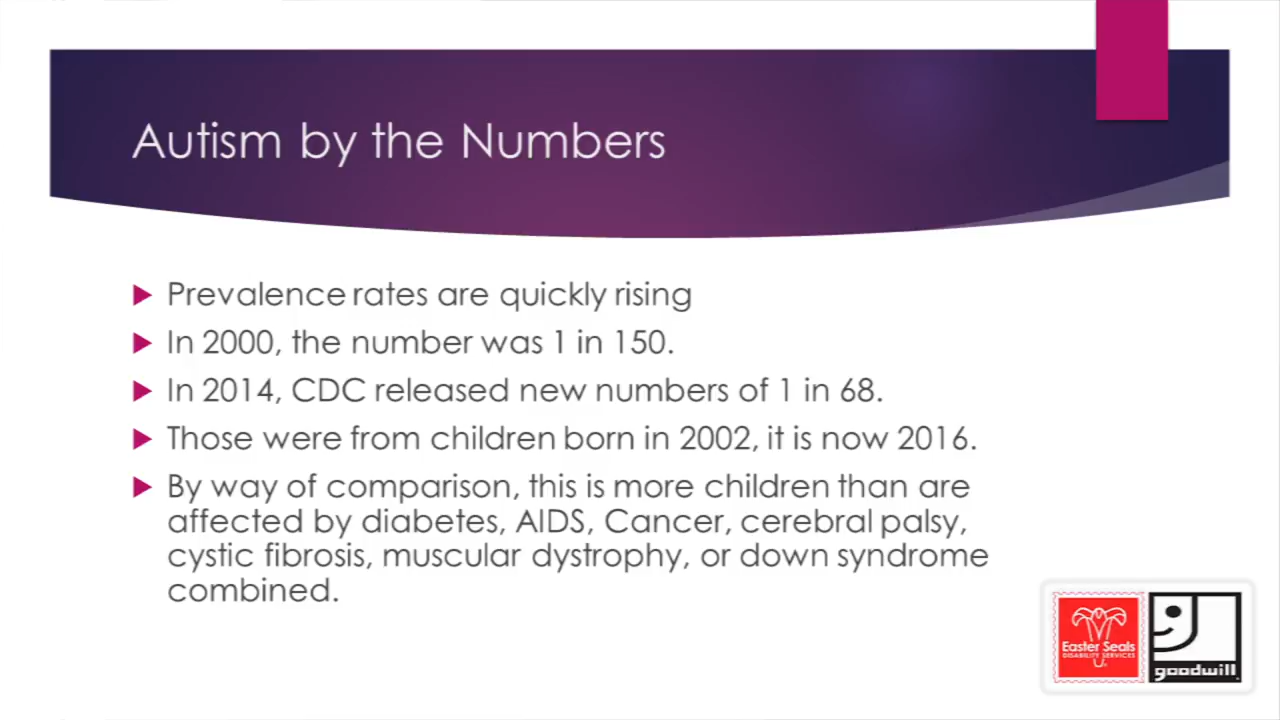 Autism by the Numbers
Prevalence rates are quickly rising
In 2000, the number was 1 in 150.
In 2014, CDC released new numbers of 1 in 68.
Those were from children born in 2002, it is now 2016.
By way of comparison, this is more children than are
affected by diabetes, AIDS, Cancer, cerebral palsy,
cystic fibrosis, muscular dystrophy, or down syndrome
combined.
Easter Seals
DISABILITY SERVICES
goodwill